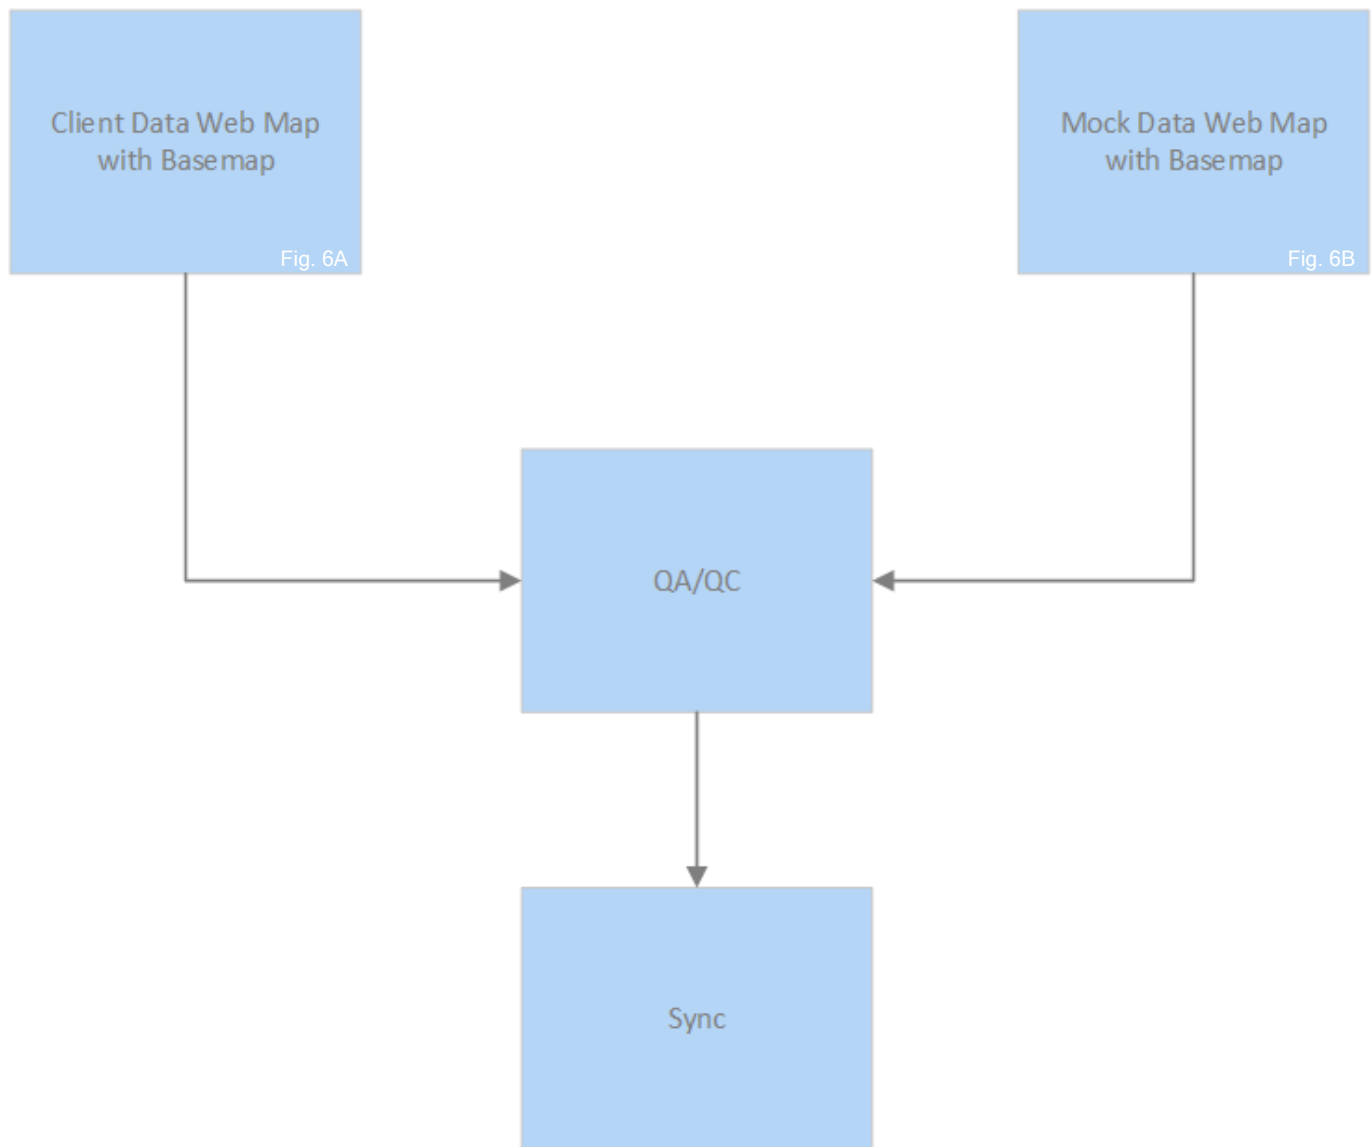 Client Data Web Map
with Basemap
Fig. 6A
Mock Data Web Map
with Basemap
Fig. 6B
QA/QC
Sync